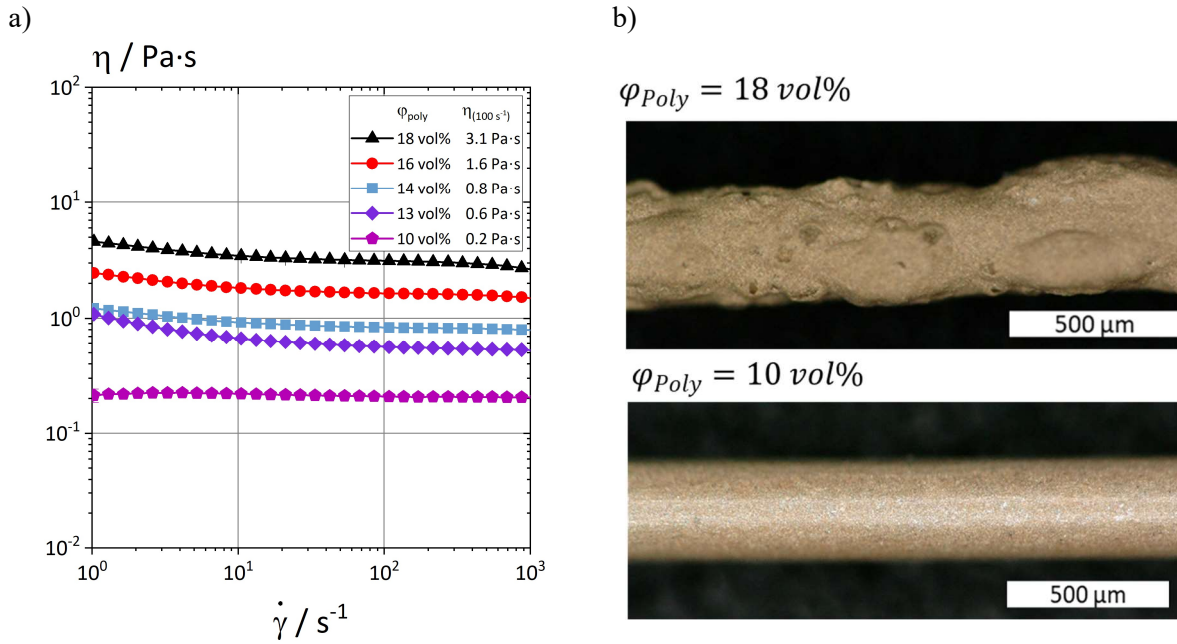 a)
η / Pa·s
10²
10¹
10⁰
10⁻¹
10⁻²
φpoly η(100 s⁻¹)
18 vol% 3.1 Pa·s
16 vol% 1.6 Pa·s
14 vol% 0.8 Pa·s
13 vol% 0.6 Pa·s
10 vol% 0.2 Pa·s
10⁰ 10¹ 10² 10³
γ̇ / s⁻¹
b)
φPoly = 18 vol%
500 µm
φPoly = 10 vol%
500 µm